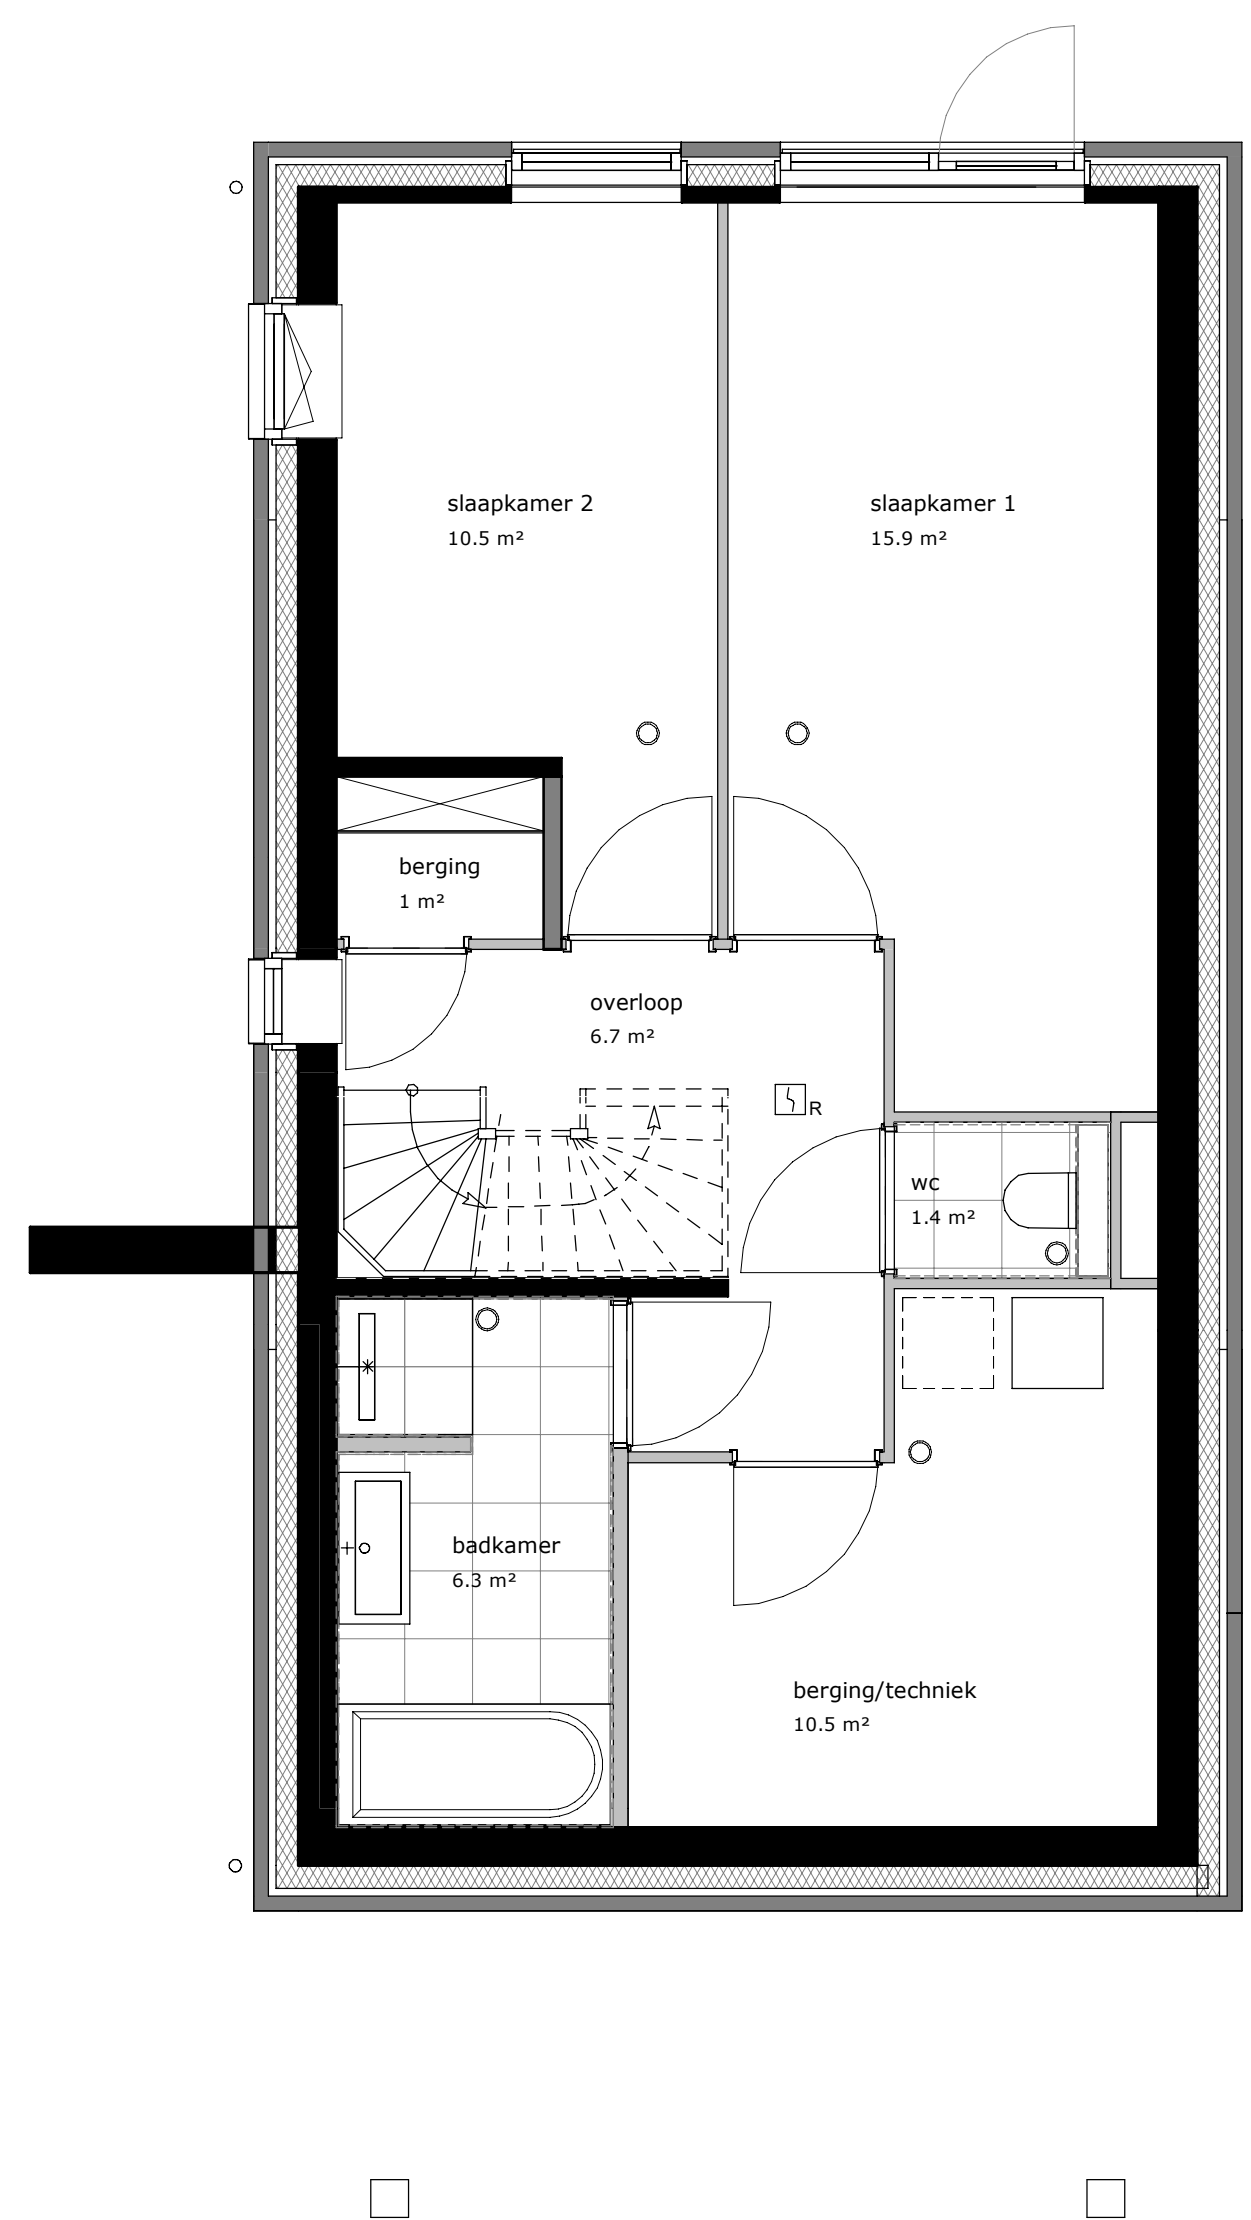 slaapkamer 2
10.5 m²
slaapkamer 1
15.9 m²
berging
1 m²
overloop
6.7 m²
R
wc
1.4 m²
badkamer
6.3 m²
berging/techniek
10.5 m²